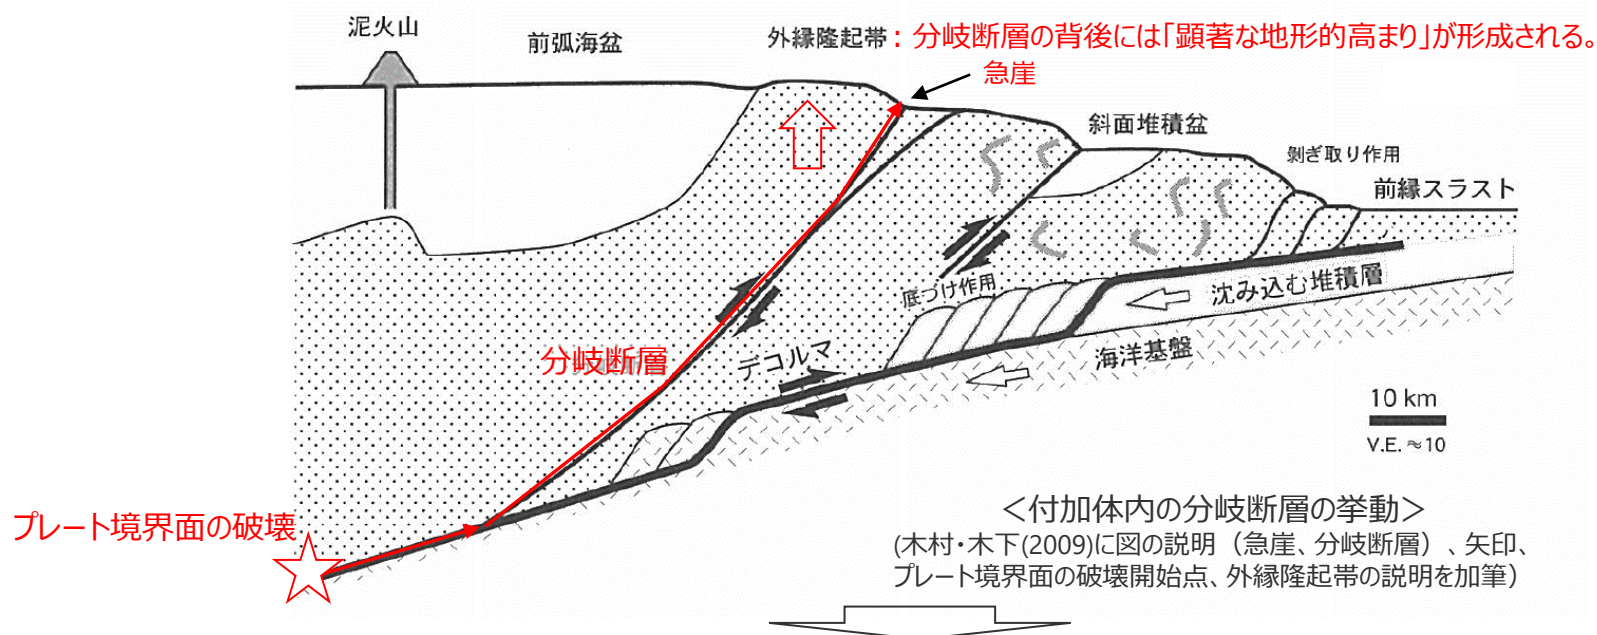 泥火山
前弧海盆
外縁隆起帯：分岐断層の背後には｢顕著な地形的高まり｣が形成される。
急崖
斜面堆積盆
剝ぎ取り作用
前縁スラスト
底づけ作用
沈み込む堆積層
分岐断層
デコルマ
海洋基盤
10 km
V.E.≈10
プレート境界面の破壊
＜付加体内の分岐断層の挙動＞
(木村・木下(2009)に図の説明（急崖、分岐断層）、矢印、
プレート境界面の破壊開始点、外縁隆起帯の説明を加筆）